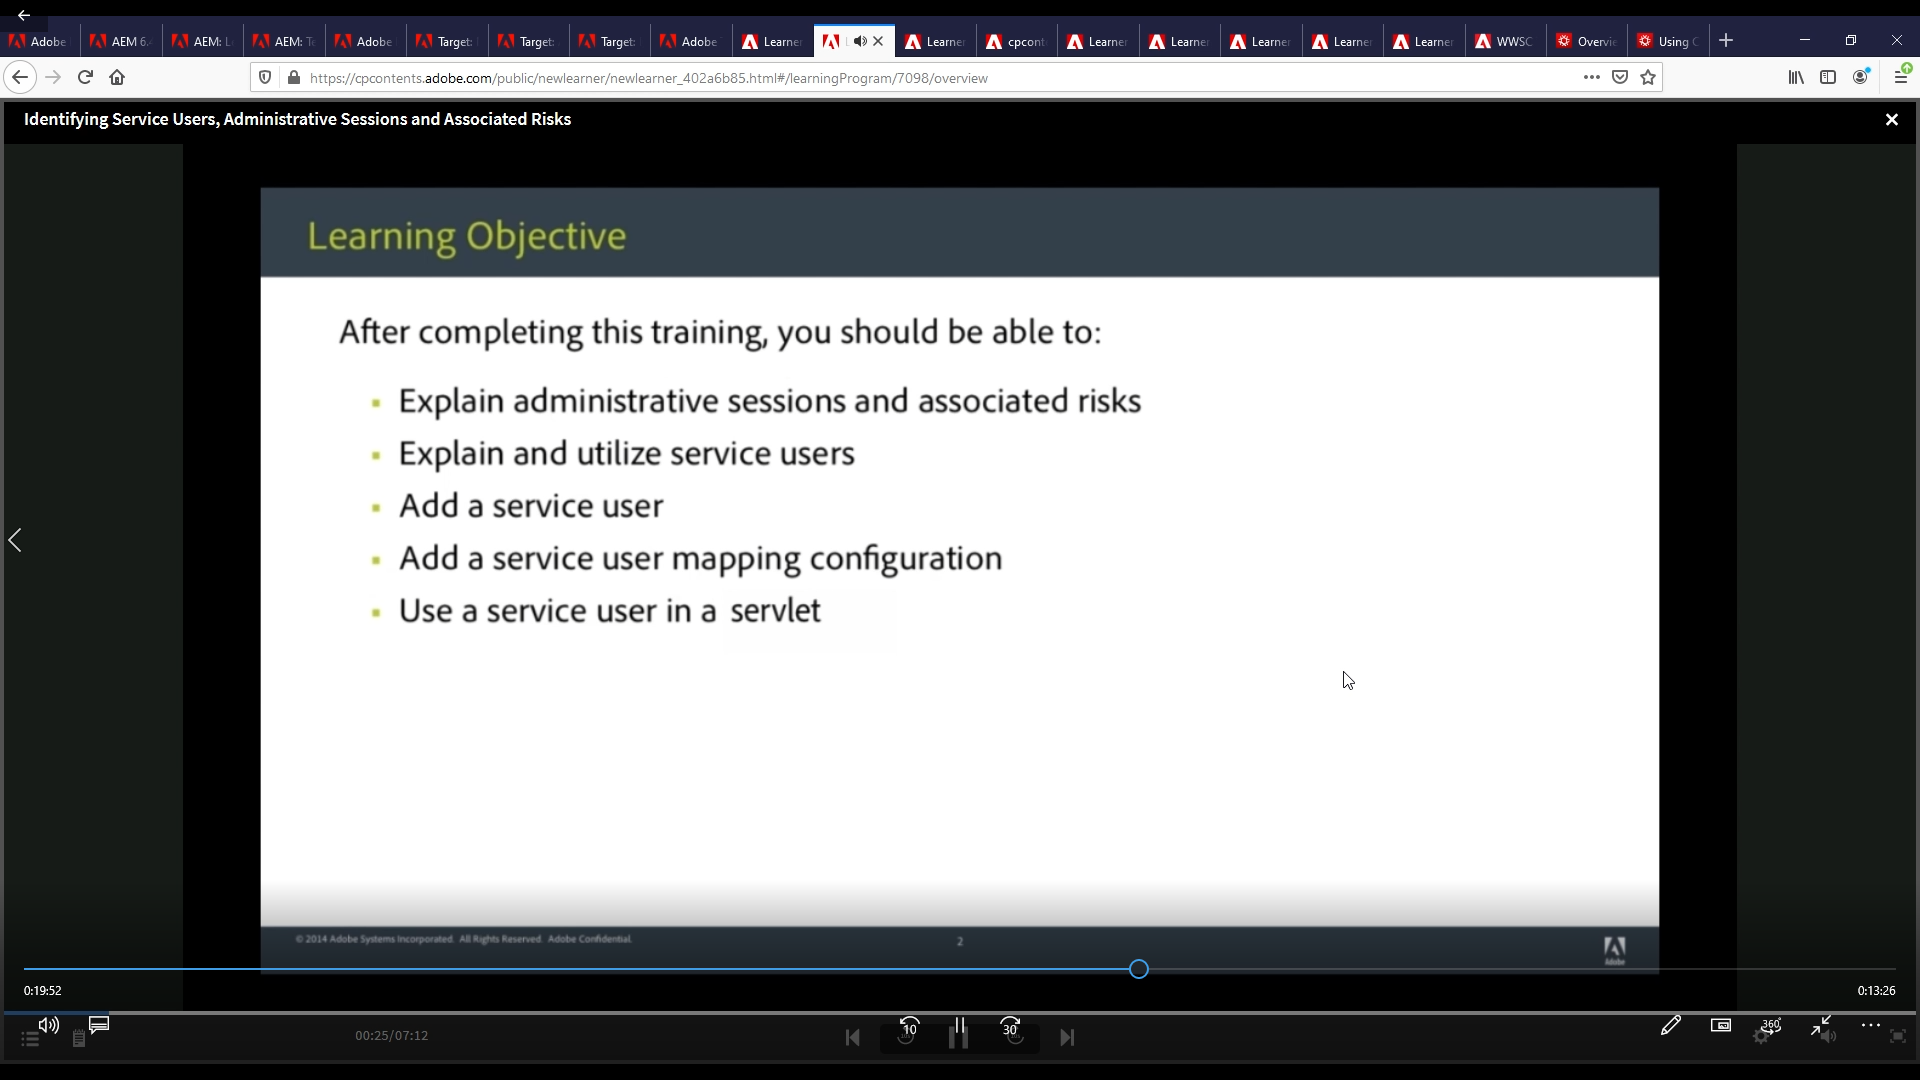 Adobe
AEM 6.
AEM: L
AEM: T
Adobe
Target:
Target:
Target:
Adobe
Learner
Learner
cpcont
Learner
Learner
Learner
Learner
Learner
WWSC
Overvi
Using C
https://cpcontents.adobe.com/public/newlearner/newlearner_402a6b85.html#/learningProgram/7098/overview
Identifying Service Users, Administrative Sessions and Associated Risks
Learning Objective
After completing this training, you should be able to:
Explain administrative sessions and associated risks
Explain and utilize service users
Add a service user
Add a service user mapping configuration
Use a service user in a servlet
© 2014 Adobe Systems Incorporated. All Rights Reserved. Adobe Confidential.
2
Adobe
0:19:52
0:13:26
00:25/07:12
10
30
360°